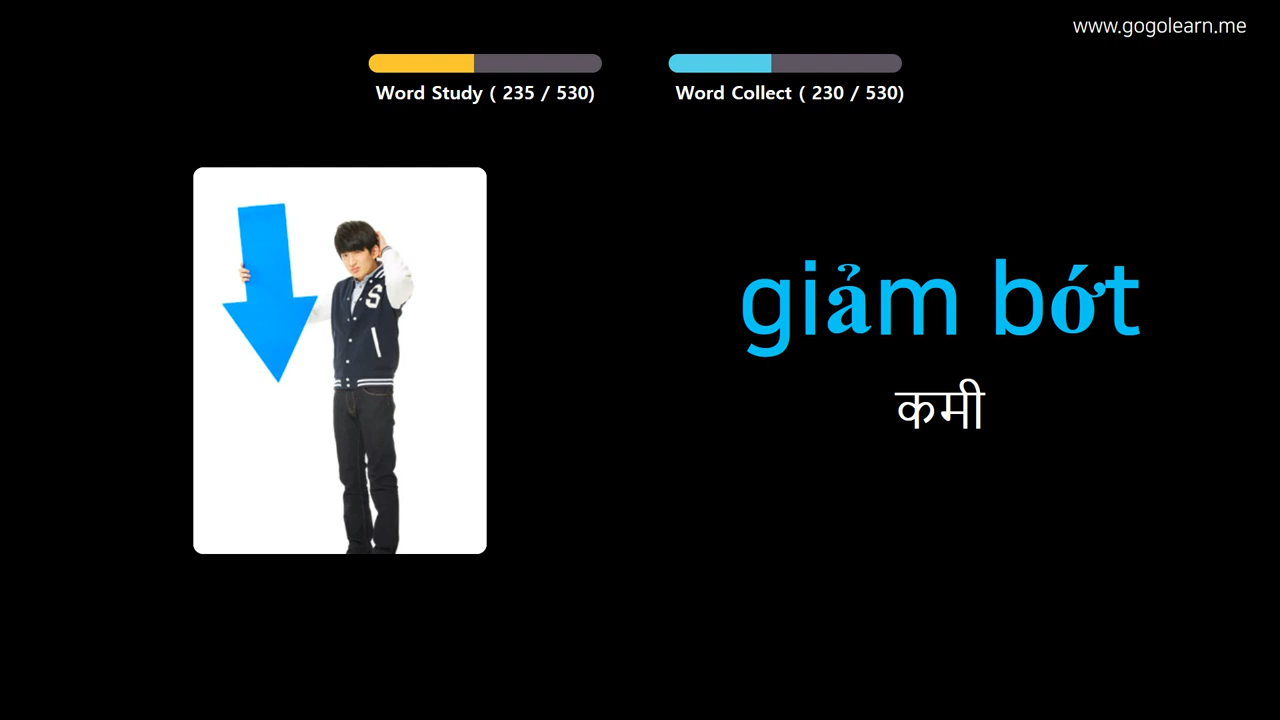 www.gogolearn.me
Word Study ( 235 / 530)
Word Collect ( 230 / 530)
S
giảm bớt
कमी